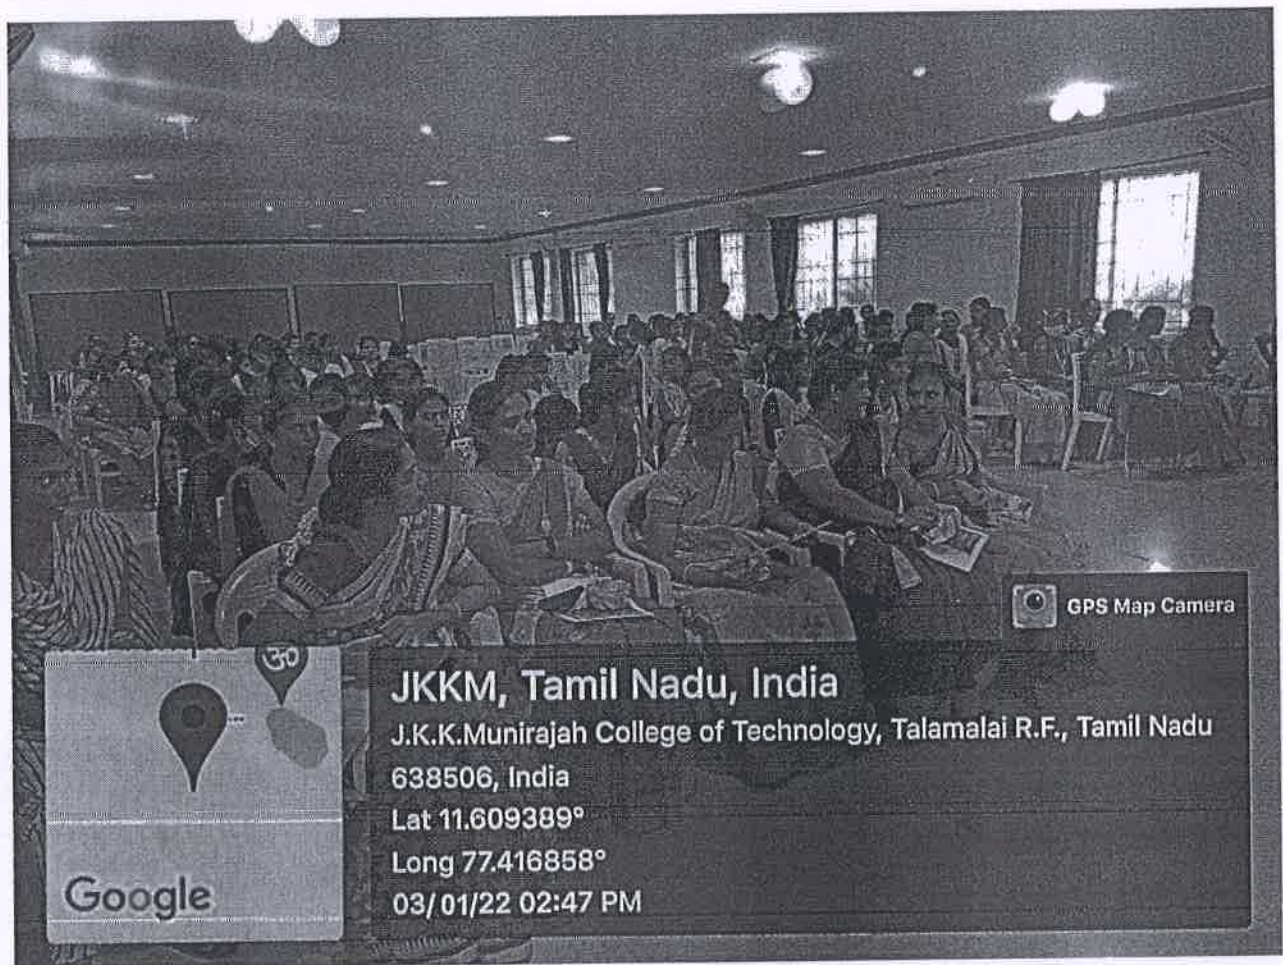 GPS Map Camera
ॐ
JKKM, Tamil Nadu, India
J.K.K.Munirajah College of Technology, Talamalai R.F., Tamil Nadu
638506, India
Lat 11.609389°
Long 77.416858°
03/01/22 02:47 PM
Google